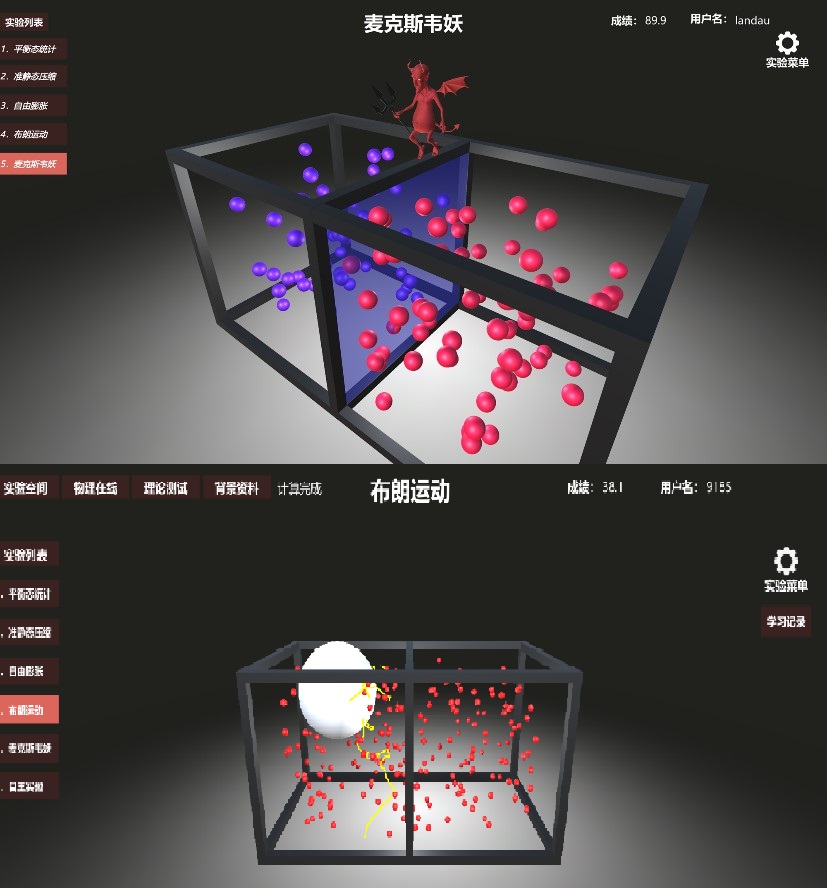 实验列表
麦克斯韦妖
成绩：89.9
用户名：landau
实验菜单
1. 平衡态统计
2. 准静态压缩
3. 自由膨胀
4. 布朗运动
5. 麦克斯韦妖
实验空间
物理在线
理论测试
背景资料
计算完成
布朗运动
成绩：38.1
用户名：9185
实验列表
实验菜单
. 平衡态统计
学习记录
. 准静态压缩
. 自由膨胀
. 布朗运动
. 麦克斯韦妖